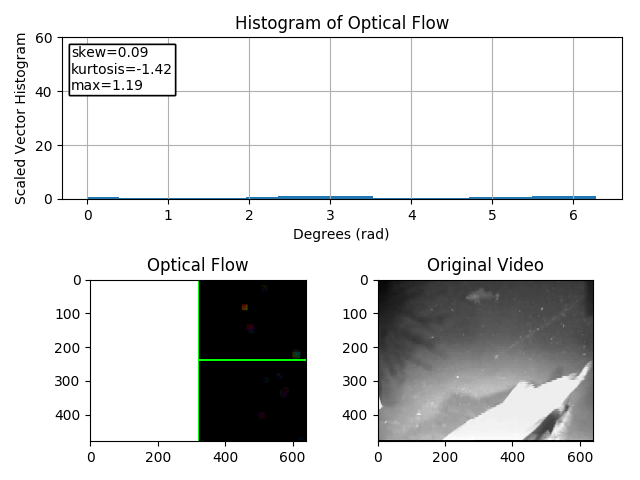 Histogram of Optical Flow
Scaled Vector Histogram
60
40
20
0
skew=0.09
kurtosis=-1.42
max=1.19
0 1 2 3 4 5 6
Degrees (rad)
Optical Flow
0
100
200
300
400
0 200 400 600
Original Video
0
100
200
300
400
0 200 400 600